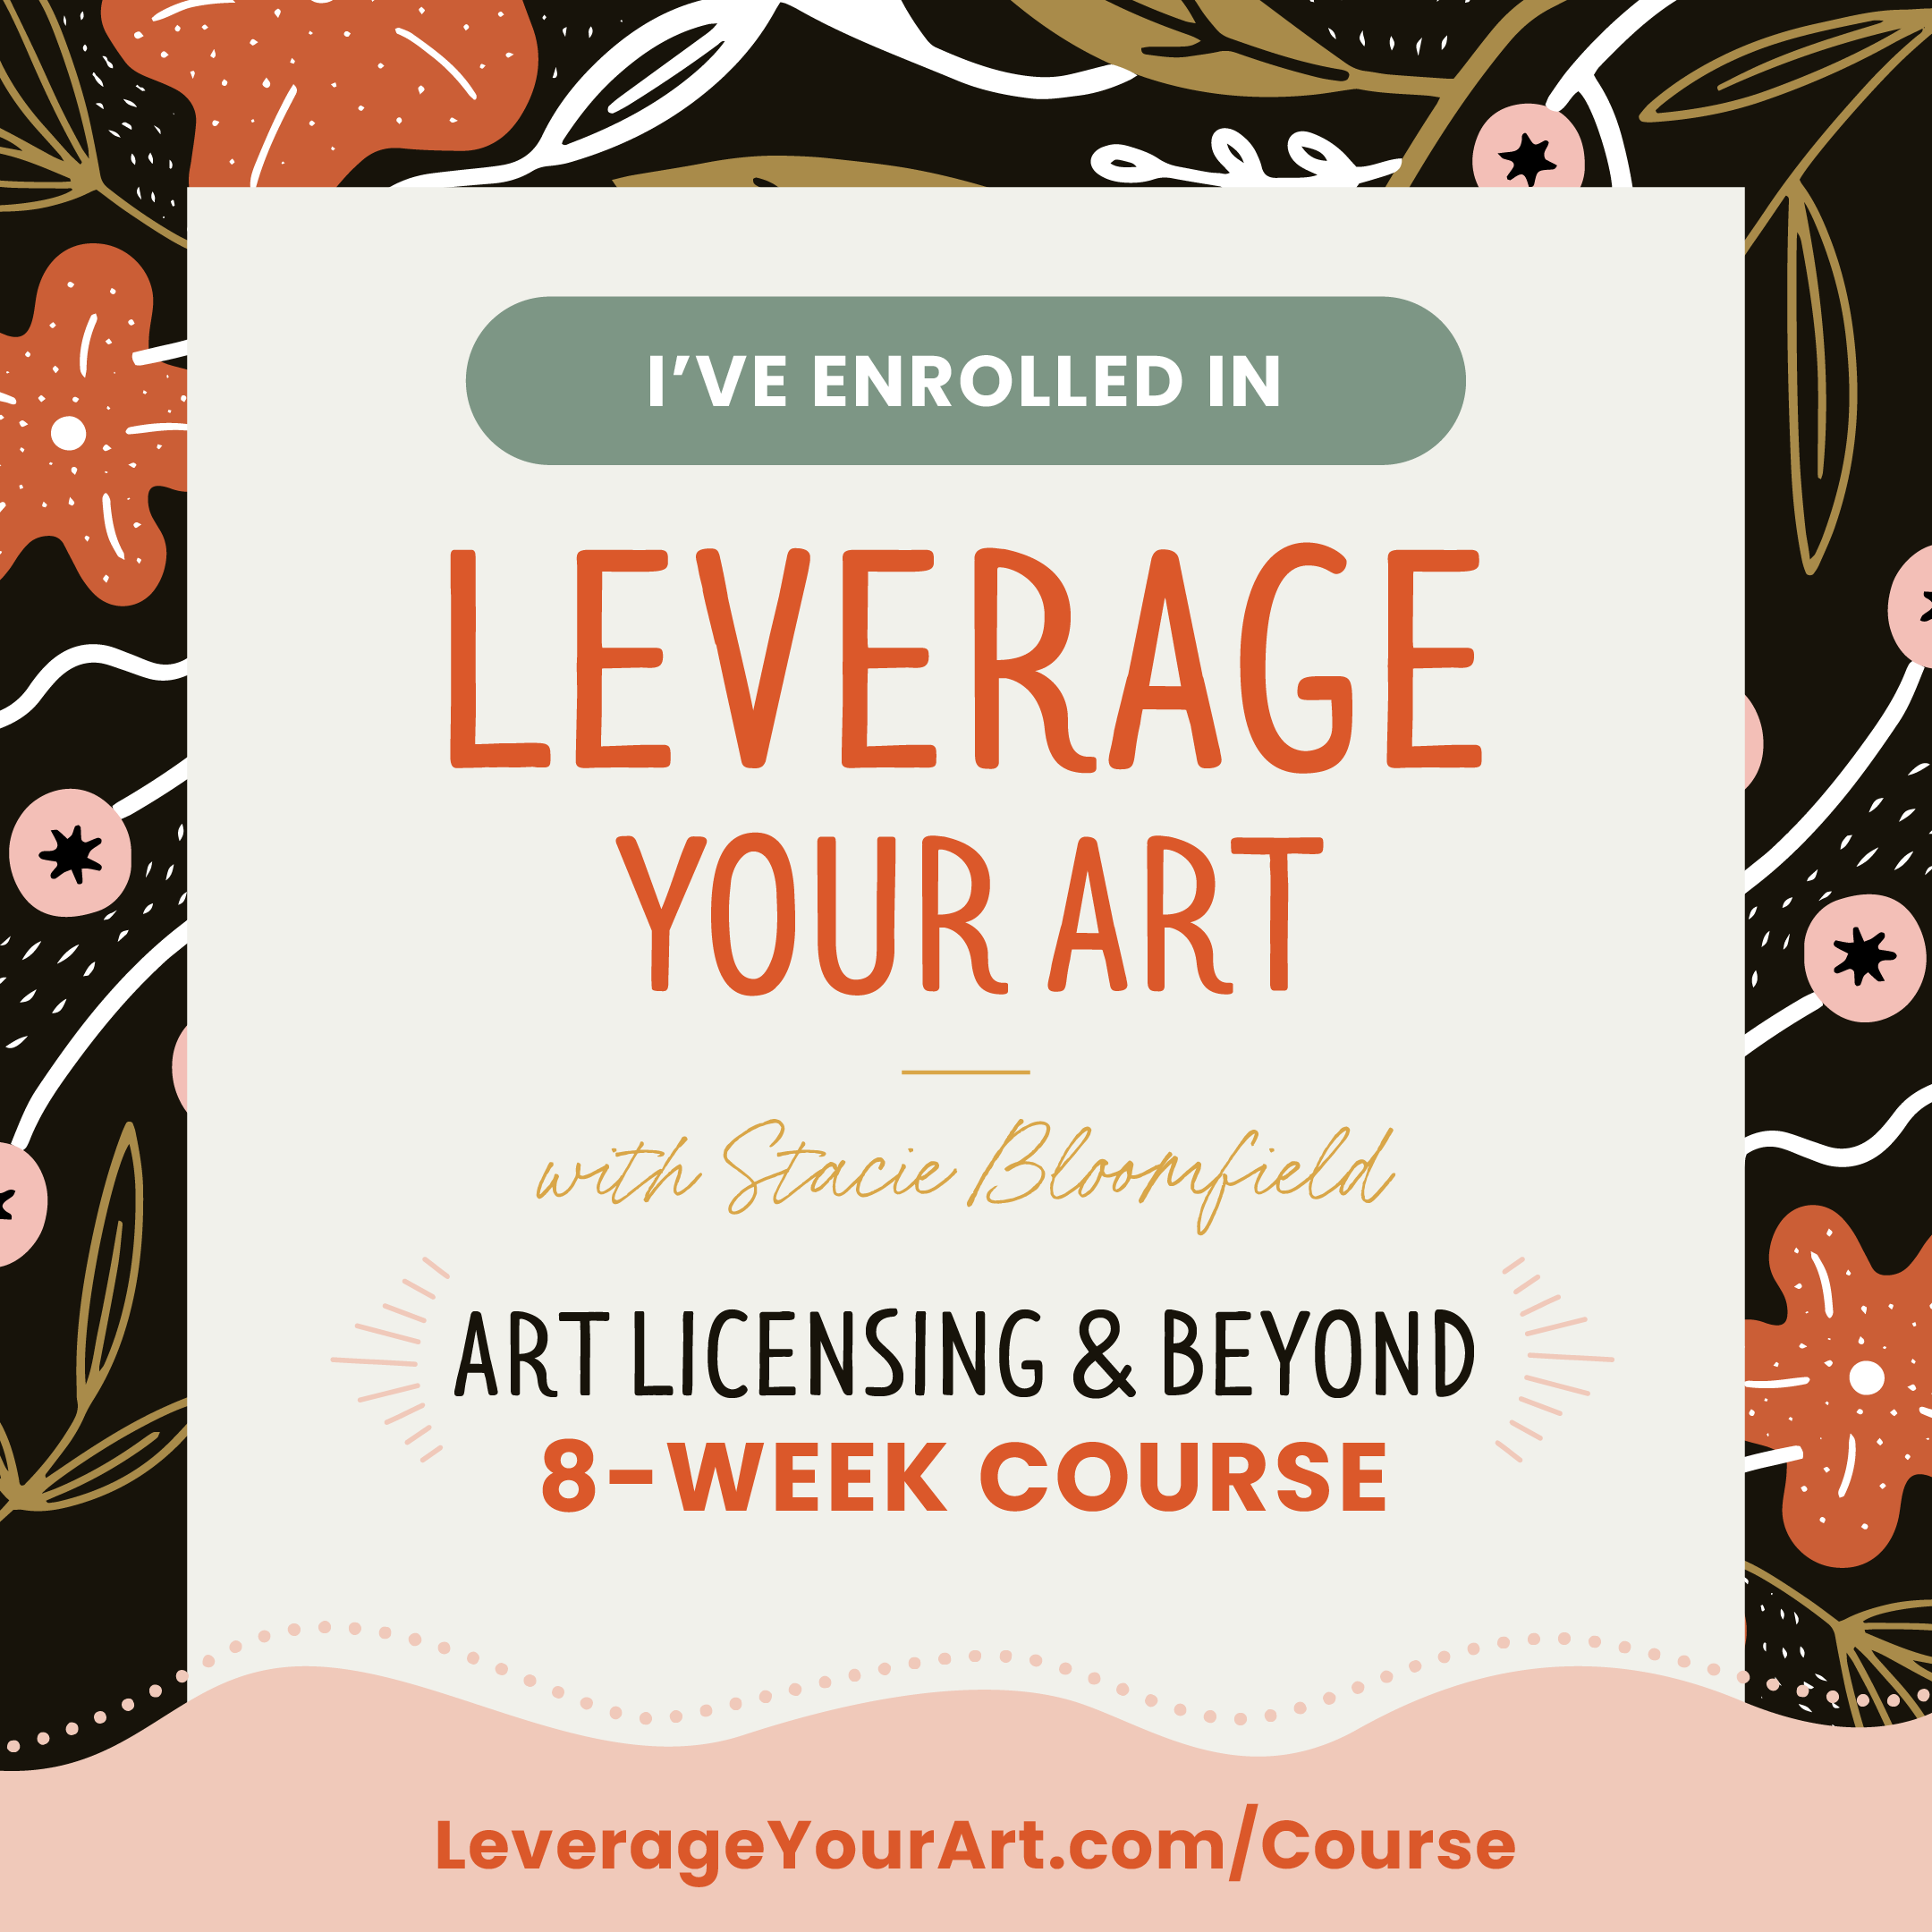 I'VE ENROLLED IN
LEVERAGE
YOUR ART
with Stacie Bloomfield
ART LICENSING & BEYOND
8-WEEK COURSE
LeverageYourArt.com/Course